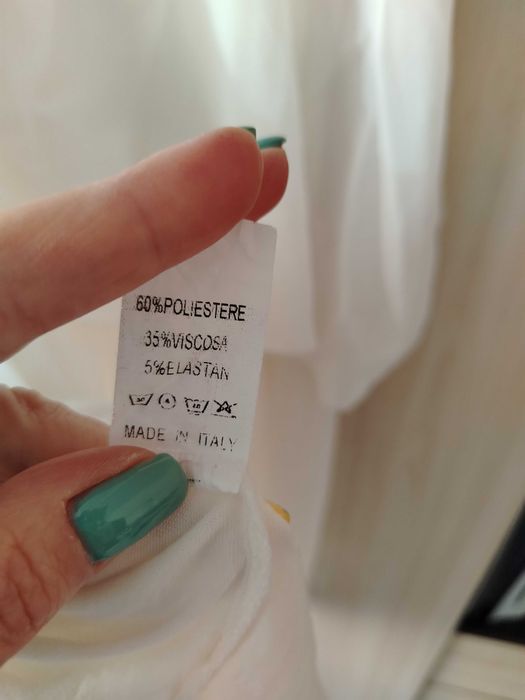 60%POLIESTERE
35%VISCOSA
5%ELASTAN
MADE IN ITALY